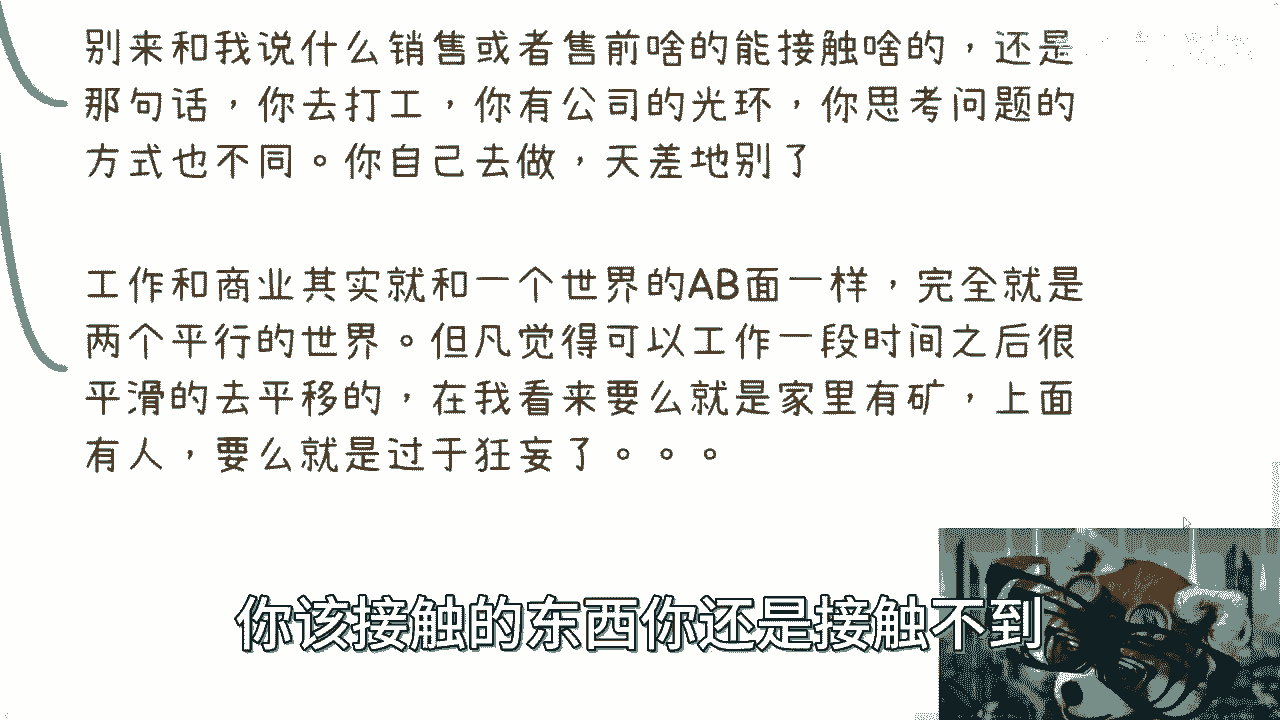 别来和我说什么销售或者售前啥的能接触啥的，还是
那句话，你去打工，你有公司的光环，你思考问题的
方式也不同。你自己去做，天差地别了
工作和商业其实就和一个世界的AB面一样，完全就是
两个平行的世界。但凡觉得可以工作一段时间之后很
平滑的去平移的，在我看来要么就是家里有矿，上面
有人，要么就是过于狂妄了。。。
你该接触的东西你还是接触不到